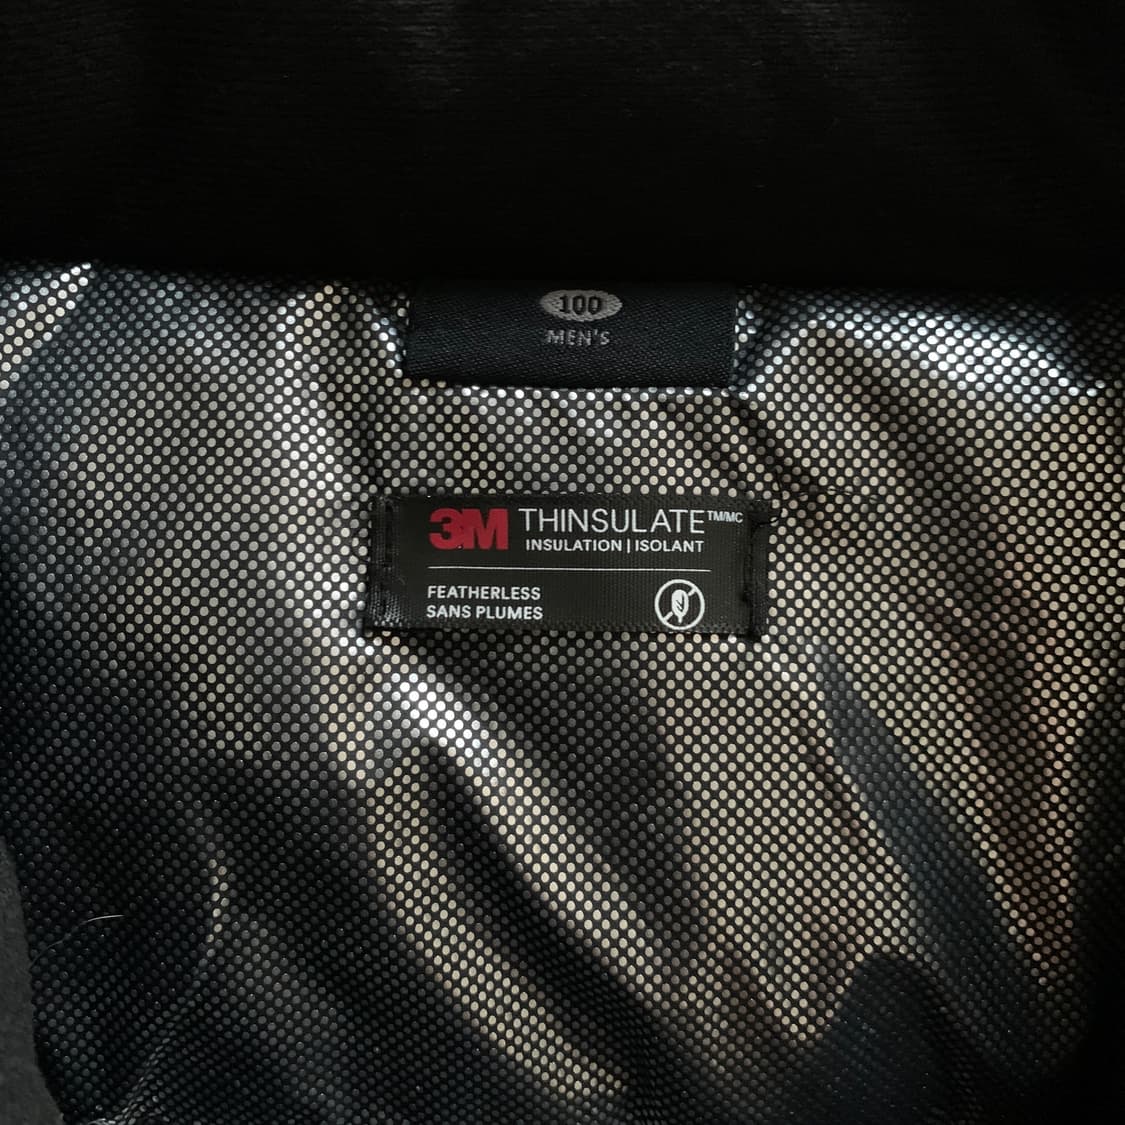 100
MEN'S
3M THINSULATE™/MC
INSULATION | ISOLANT
FEATHERLESS
SANS PLUMES